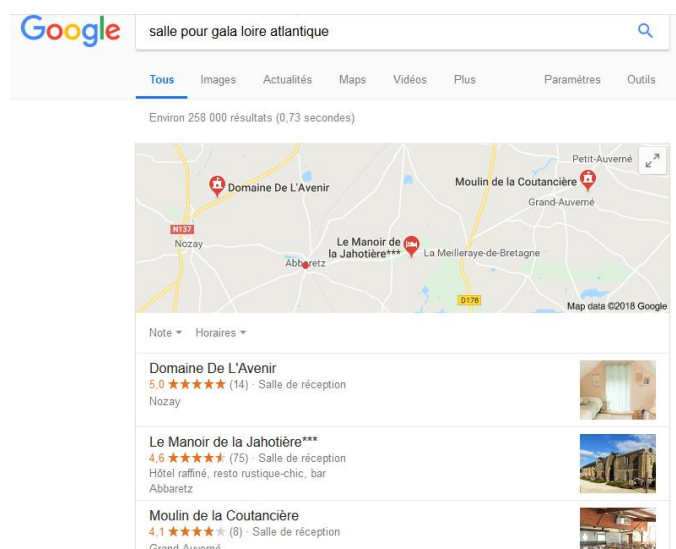 Google
salle pour gala loire atlantique
Tous Images Actualités Maps Vidéos Plus Paramètres Outils
Environ 258 000 résultats (0,73 secondes)
Petit-Auverné
Domaine De L'Avenir
Moulin de la Coutancière
Grand-Auverné
N137
Nozay
Le Manoir de
la Jahotière***
La Meilleraye-de-Bretagne
Abbaretz
D178
Map data ©2018 Google
Note Horaires
Domaine De L'Avenir
5,0 ★★★★★ (14) · Salle de réception
Nozay
Le Manoir de la Jahotière***
4,6 ★★★★★ (75) · Salle de réception
Hôtel raffiné, resto rustique-chic, bar
Abbaretz
Moulin de la Coutancière
4,1 ★★★★★ (8) · Salle de réception
Grand-Auverné